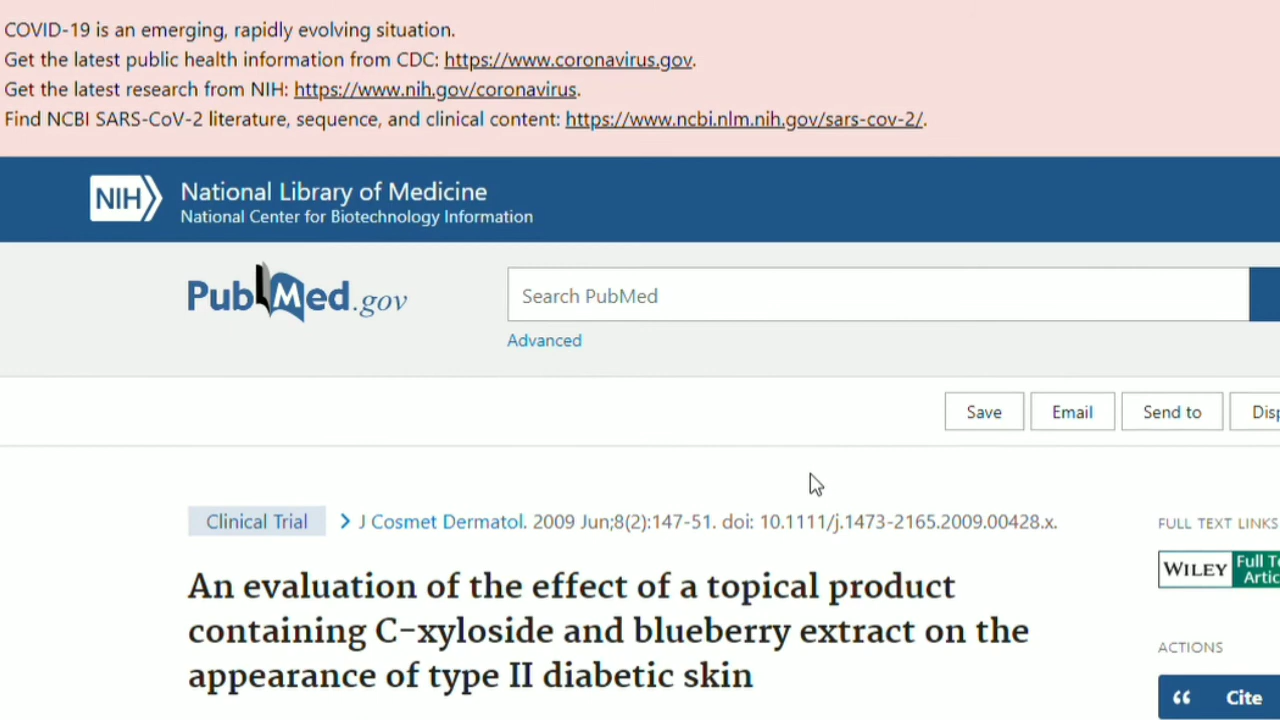 COVID-19 is an emerging, rapidly evolving situation.
Get the latest public health information from CDC: https://www.coronavirus.gov.
Get the latest research from NIH: https://www.nih.gov/coronavirus.
Find NCBI SARS-CoV-2 literature, sequence, and clinical content: https://www.ncbi.nlm.nih.gov/sars-cov-2/.
NIH National Library of Medicine
National Center for Biotechnology Information
PubMed.gov
Search PubMed
Advanced
Save Email Send to
Clinical Trial J Cosmet Dermatol. 2009 Jun;8(2):147-51. doi: 10.1111/j.1473-2165.2009.00428.x.
FULL TEXT LINKS
WILEY Full
An evaluation of the effect of a topical product
containing C-xyloside and blueberry extract on the
appearance of type II diabetic skin
ACTIONS
Cite